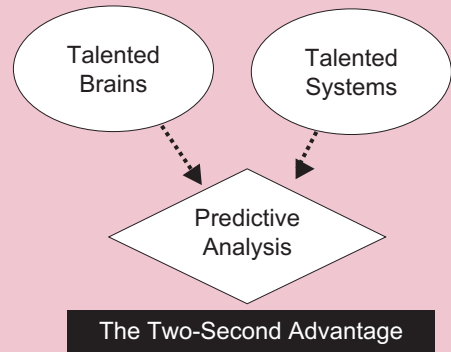 Talented
Brains
Talented
Systems
Predictive
Analysis
The Two-Second Advantage